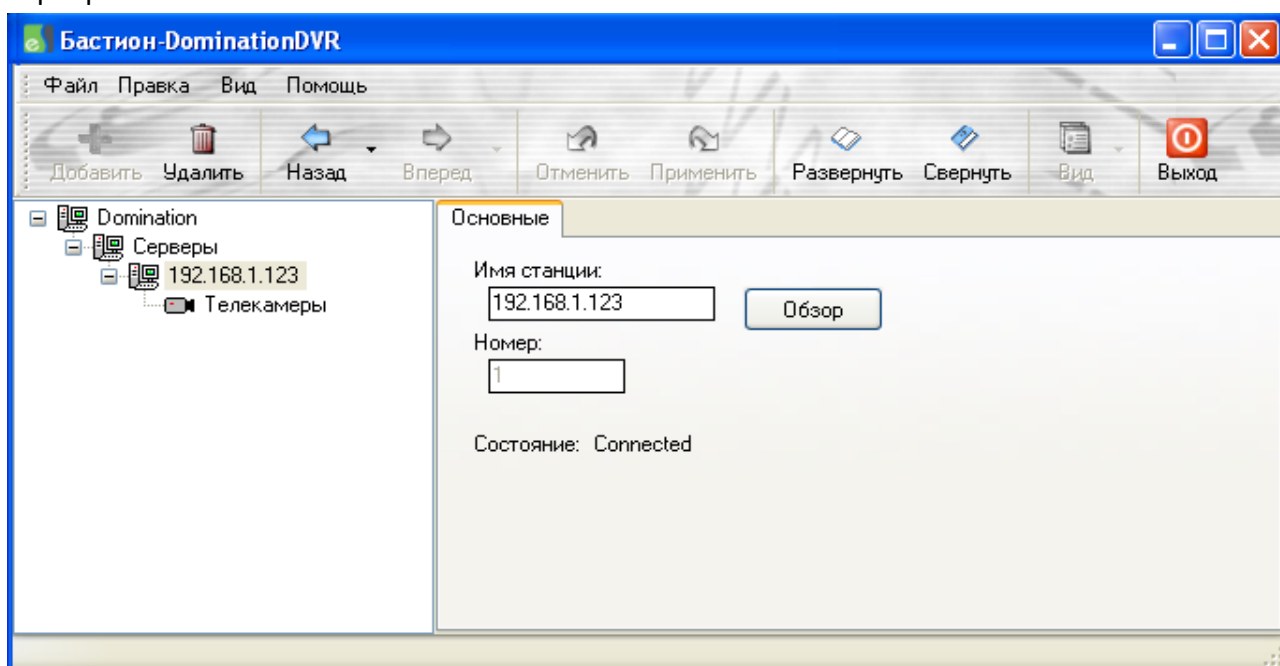 Бастион-DominationDVR
Файл Правка Вид Помощь
Добавить Удалить Назад Вперед Отменить Применить Развернуть Свернуть Вид Выход
Domination
Серверы
192.168.1.123
Телекамеры
Основные
Имя станции:
192.168.1.123
Обзор
Номер:
1
Состояние: Connected